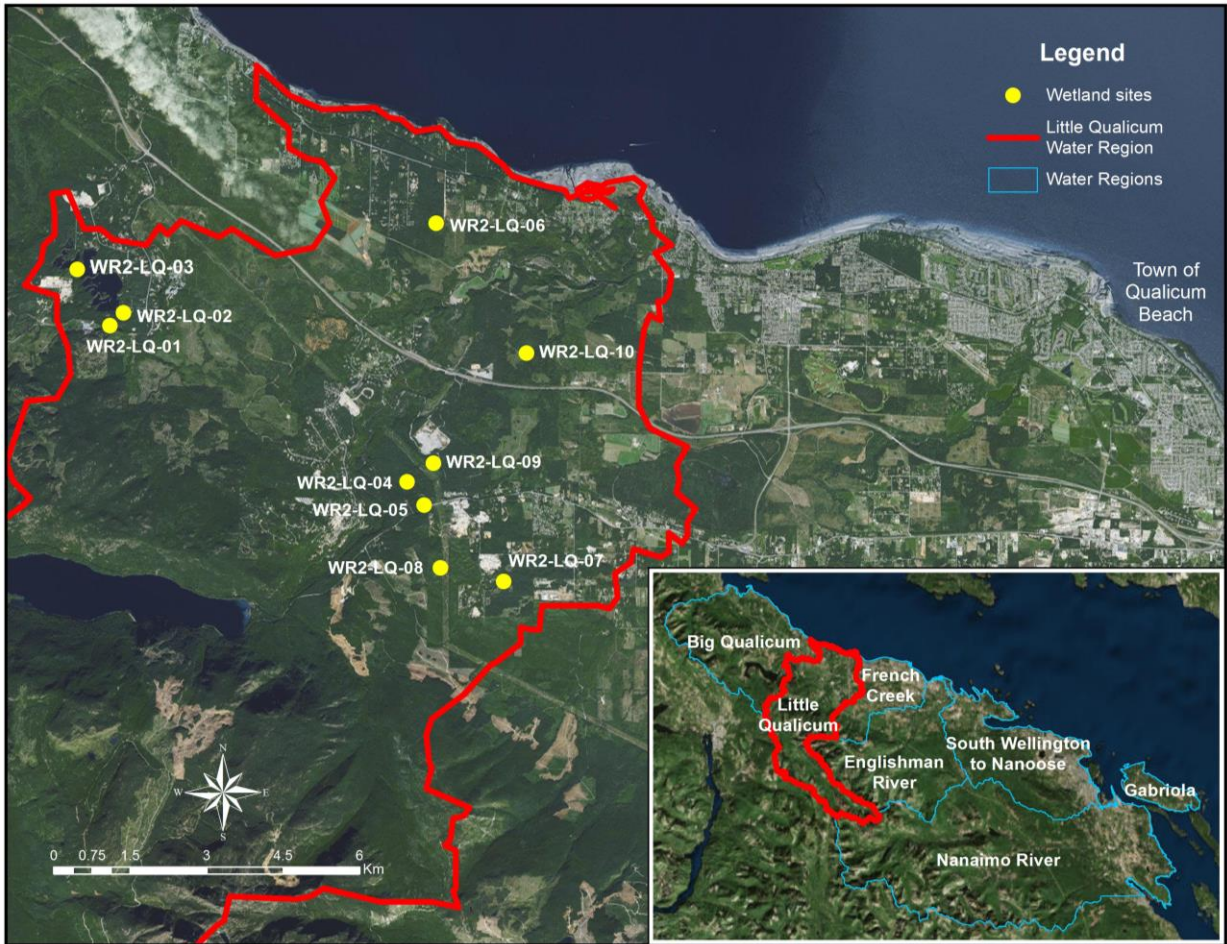 Legend
Wetland sites
Little Qualicum
Water Region
Water Regions
WR2-LQ-06
WR2-LQ-03
WR2-LQ-02
WR2-LQ-01
Town of
Qualicum
Beach
WR2-LQ-10
WR2-LQ-09
WR2-LQ-04
WR2-LQ-05
WR2-LQ-08
WR2-LQ-07
N
W
E
S
0 0.75 1.5 3 4.5 6
Km
Big Qualicum
French
Creek
Little
Qualicum
South Wellington
to Nanoose
Englishman
River
Gabriola
Nanaimo River